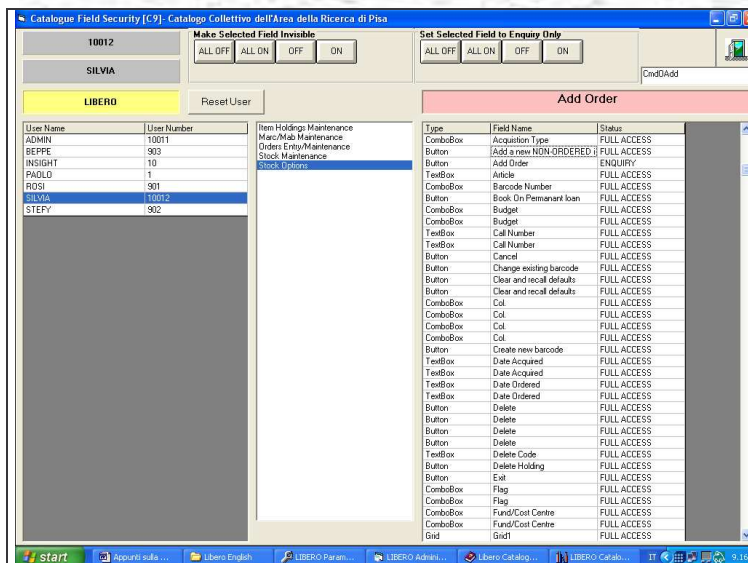 Catalogue Field Security [C9]- Catalogo Collettivo dell'Area della Ricerca di Pisa
10012
SILVIA
LIBERO
Make Selected Field Invisible
ALL OFF ALL ON OFF ON
Set Selected Field to Enquiry Only
ALL OFF ALL ON OFF ON
CmdOAdd
Reset User
Add Order
User Name User Number
ADMIN 10011
BEPPE 903
INSIGHT 10
PAOLO 1
ROSI 901
SILVIA 10012
STEFY 902
Item Holdings Maintenance
Marc/Mab Maintenance
Orders Entry/Maintenance
Stock Maintenance
Stock Options
Type Field Name Status
ComboBox Acquistion Type FULL ACCESS
Button Add a new NON-ORDERED i FULL ACCESS
Button Add Order ENQUIRY
TextBox Article FULL ACCESS
ComboBox Barcode Number FULL ACCESS
Button Book On Permanant loan FULL ACCESS
ComboBox Budget FULL ACCESS
ComboBox Budget FULL ACCESS
TextBox Call Number FULL ACCESS
TextBox Call Number FULL ACCESS
Button Cancel FULL ACCESS
Button Change existing barcode FULL ACCESS
Button Clear and recall defaults FULL ACCESS
Button Clear and recall defaults FULL ACCESS
ComboBox Col. FULL ACCESS
ComboBox Col. FULL ACCESS
ComboBox Col. FULL ACCESS
ComboBox Col. FULL ACCESS
Button Create new barcode FULL ACCESS
TextBox Date Acquired FULL ACCESS
TextBox Date Acquired FULL ACCESS
TextBox Date Ordered FULL ACCESS
TextBox Date Ordered FULL ACCESS
Button Delete FULL ACCESS
Button Delete FULL ACCESS
Button Delete FULL ACCESS
Button Delete FULL ACCESS
TextBox Delete Code FULL ACCESS
Button Delete Holding FULL ACCESS
Button Exit FULL ACCESS
ComboBox Flag FULL ACCESS
ComboBox Flag FULL ACCESS
ComboBox Fund/Cost Centre FULL ACCESS
ComboBox Fund/Cost Centre FULL ACCESS
Grid Grid1 FULL ACCESS
start Appunti sulla ... Libero English LIBERO Param... LIBERO Admini... Libero Catalog... LIBERO Catalo... IT 9.16